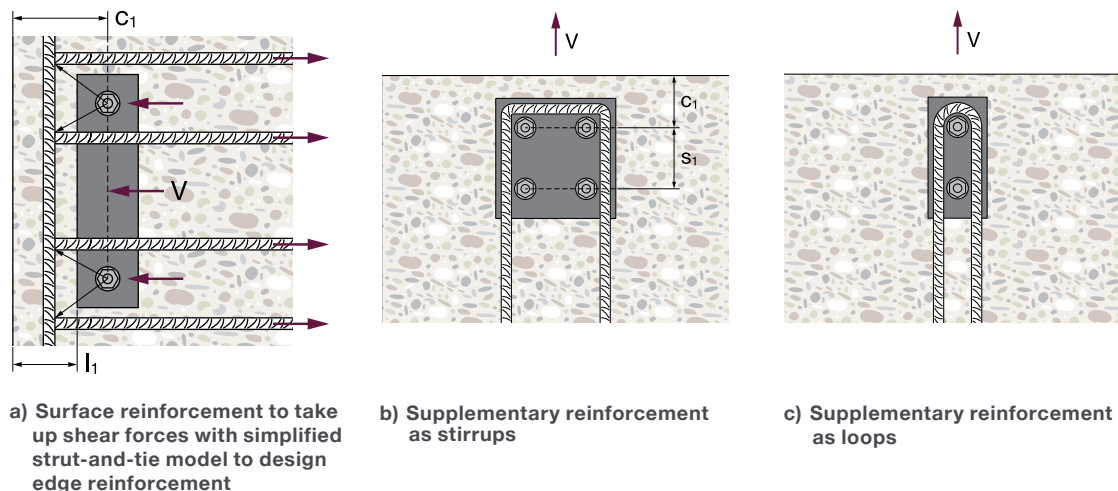 C1
V
l1
V
C1
S1
V
a) Surface reinforcement to take
up shear forces with simplified
strut-and-tie model to design
edge reinforcement
b) Supplementary reinforcement
as stirrups
c) Supplementary reinforcement
as loops